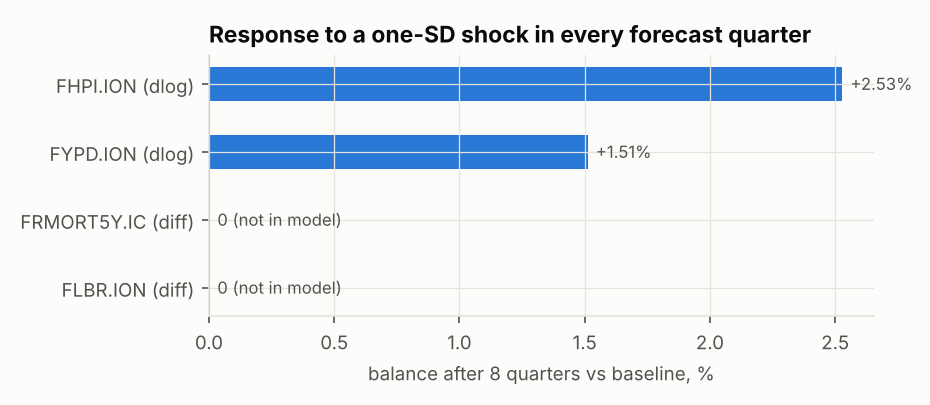 Response to a one-SD shock in every forecast quarter
FHPI.ION (dlog)
+2.53%
FYPD.ION (dlog)
+1.51%
FRMORT5Y.IC (diff)
0 (not in model)
FLBR.ION (diff)
0 (not in model)
0.0 0.5 1.0 1.5 2.0 2.5
balance after 8 quarters vs baseline, %